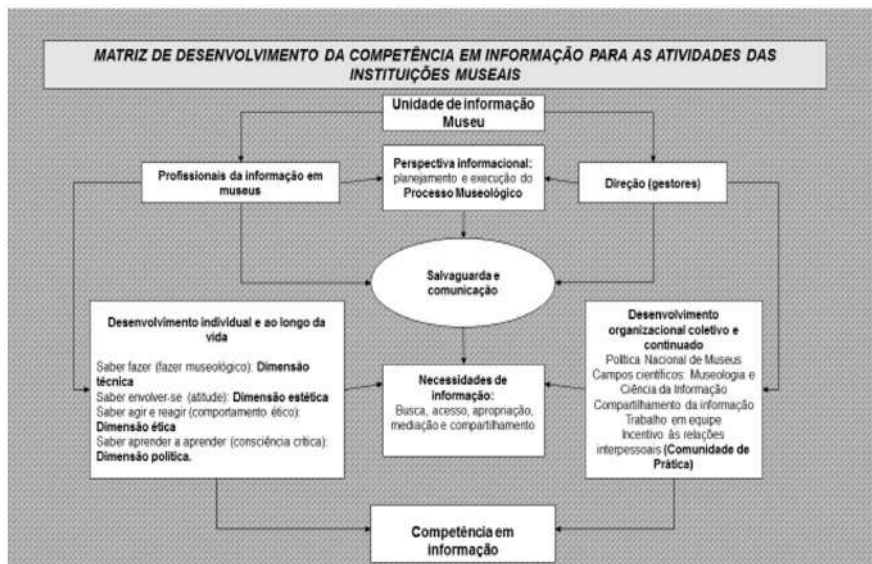 MATRIZ DE DESENVOLVIMENTO DA COMPETÊNCIA EM INFORMAÇÃO PARA AS ATIVIDADES DAS
INSTITUIÇÕES MUSEAIS
Unidade de informação
Museu
Profissionais da informação em
museus
Perspectiva informacional:
planejamento e execução do
Processo Museológico
Direção (gestores)
Salvaguarda e
comunicação
Desenvolvimento individual e ao longo da
vida
Saber fazer (fazer museológico): Dimensão
técnica
Saber envolver-se (atitude): Dimensão estética
Saber agir e reagir (comportamento ético):
Dimensão ética
Saber aprender a aprender (consciência crítica):
Dimensão política.
Necessidades de
informação:
Busca, acesso, apropriação,
mediação e compartilhamento
Desenvolvimento
organizacional coletivo e
continuado
Política Nacional de Museus
Campos científicos: Museologia e
Ciência da Informação
Compartilhamento da informação
Trabalho em equipe
Incentivo às relações
interpessoais (Comunidade de
Prática)
Competência em
informação